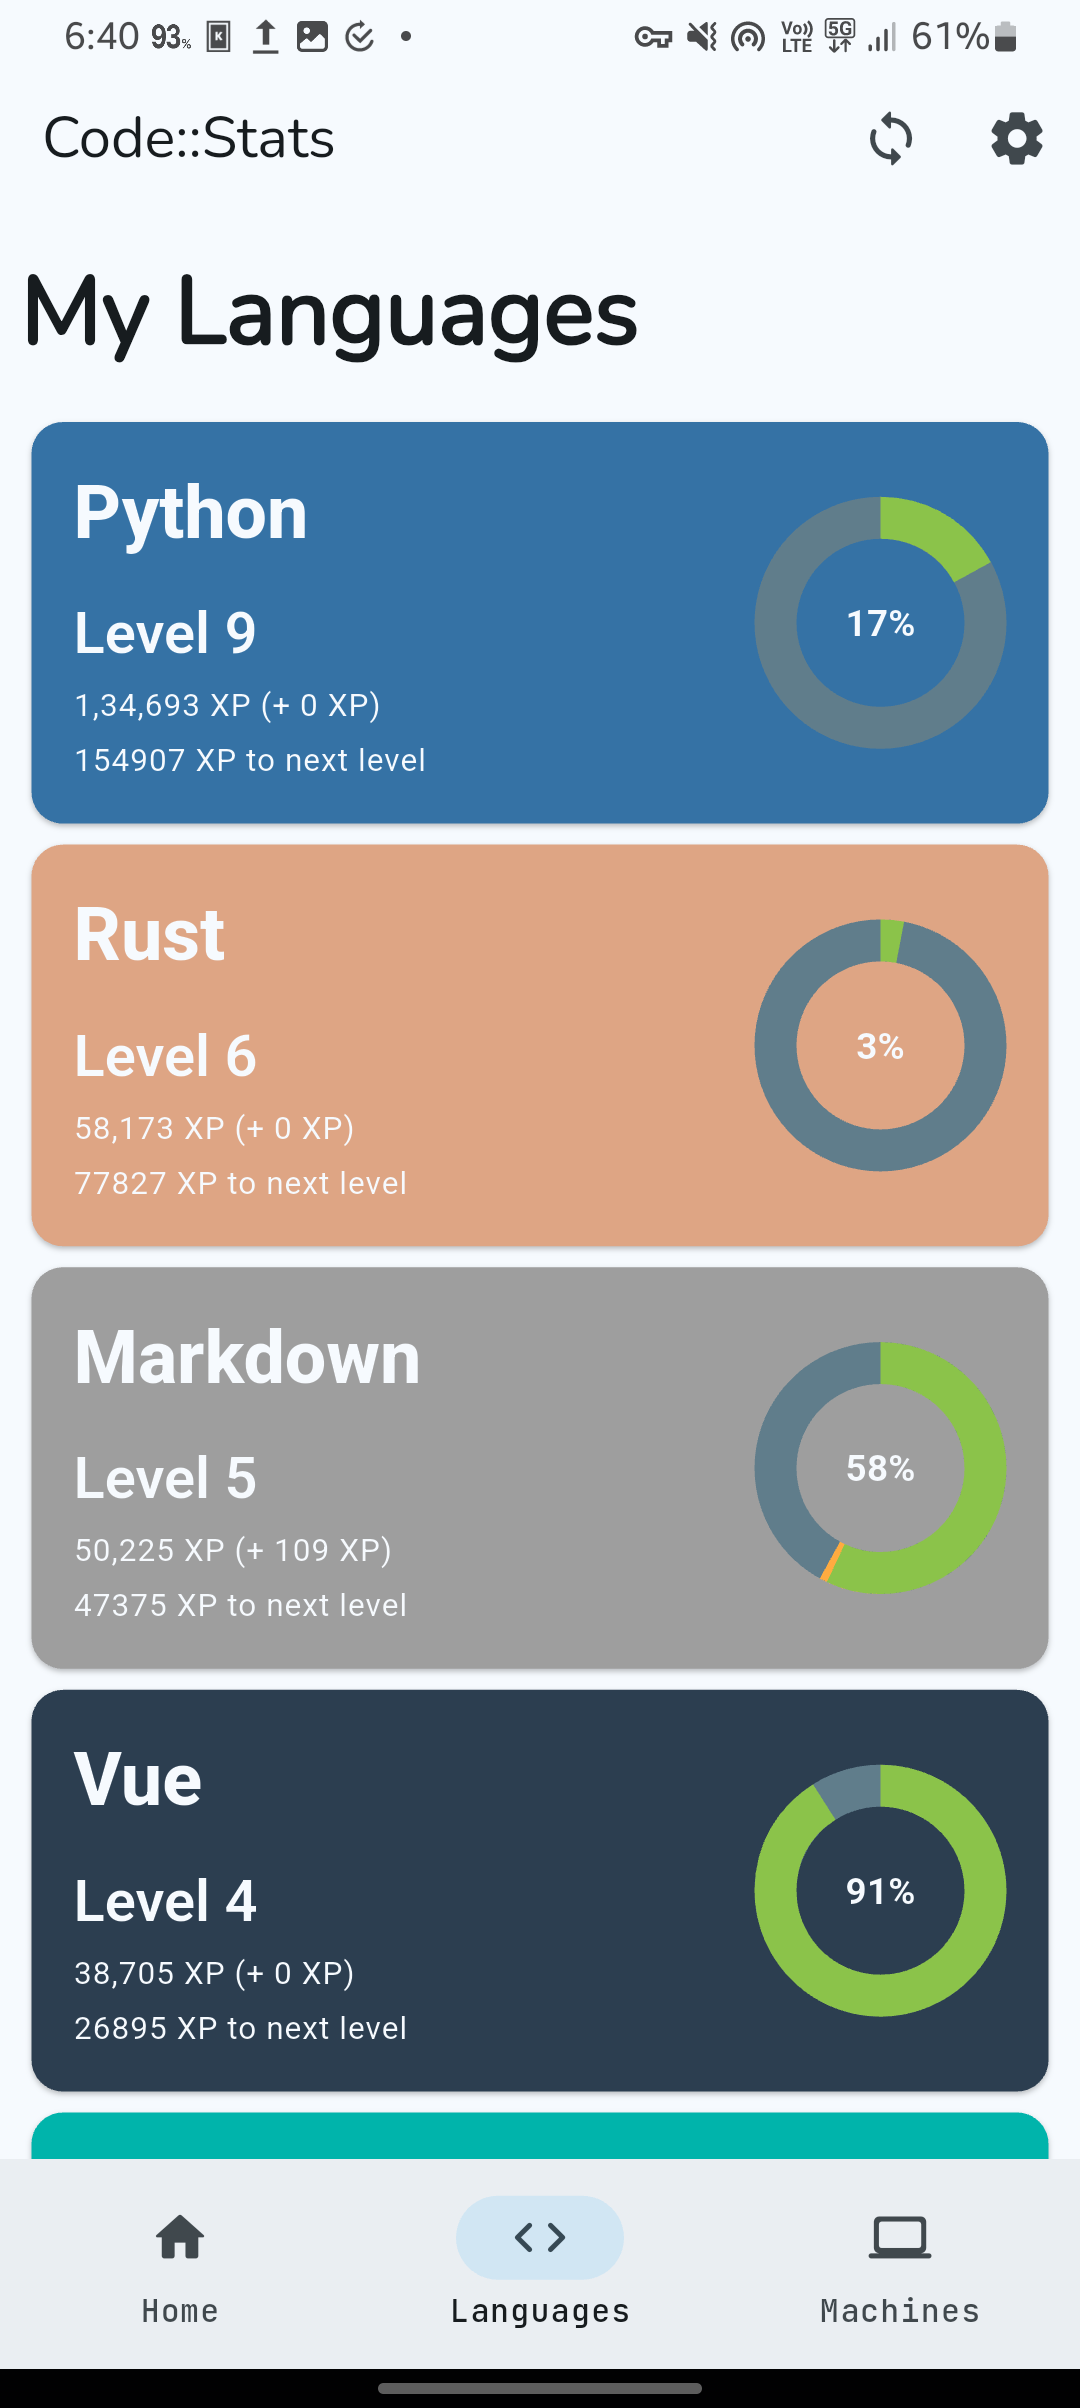 6:40 93% K Vo)) LTE 5G 61%
Code::Stats
My Languages
Python
Level 9
1,34,693 XP (+ 0 XP)
154907 XP to next level
17%
Rust
Level 6
58,173 XP (+ 0 XP)
77827 XP to next level
3%
Markdown
Level 5
50,225 XP (+ 109 XP)
47375 XP to next level
58%
Vue
Level 4
38,705 XP (+ 0 XP)
26895 XP to next level
91%
Home
Languages
Machines